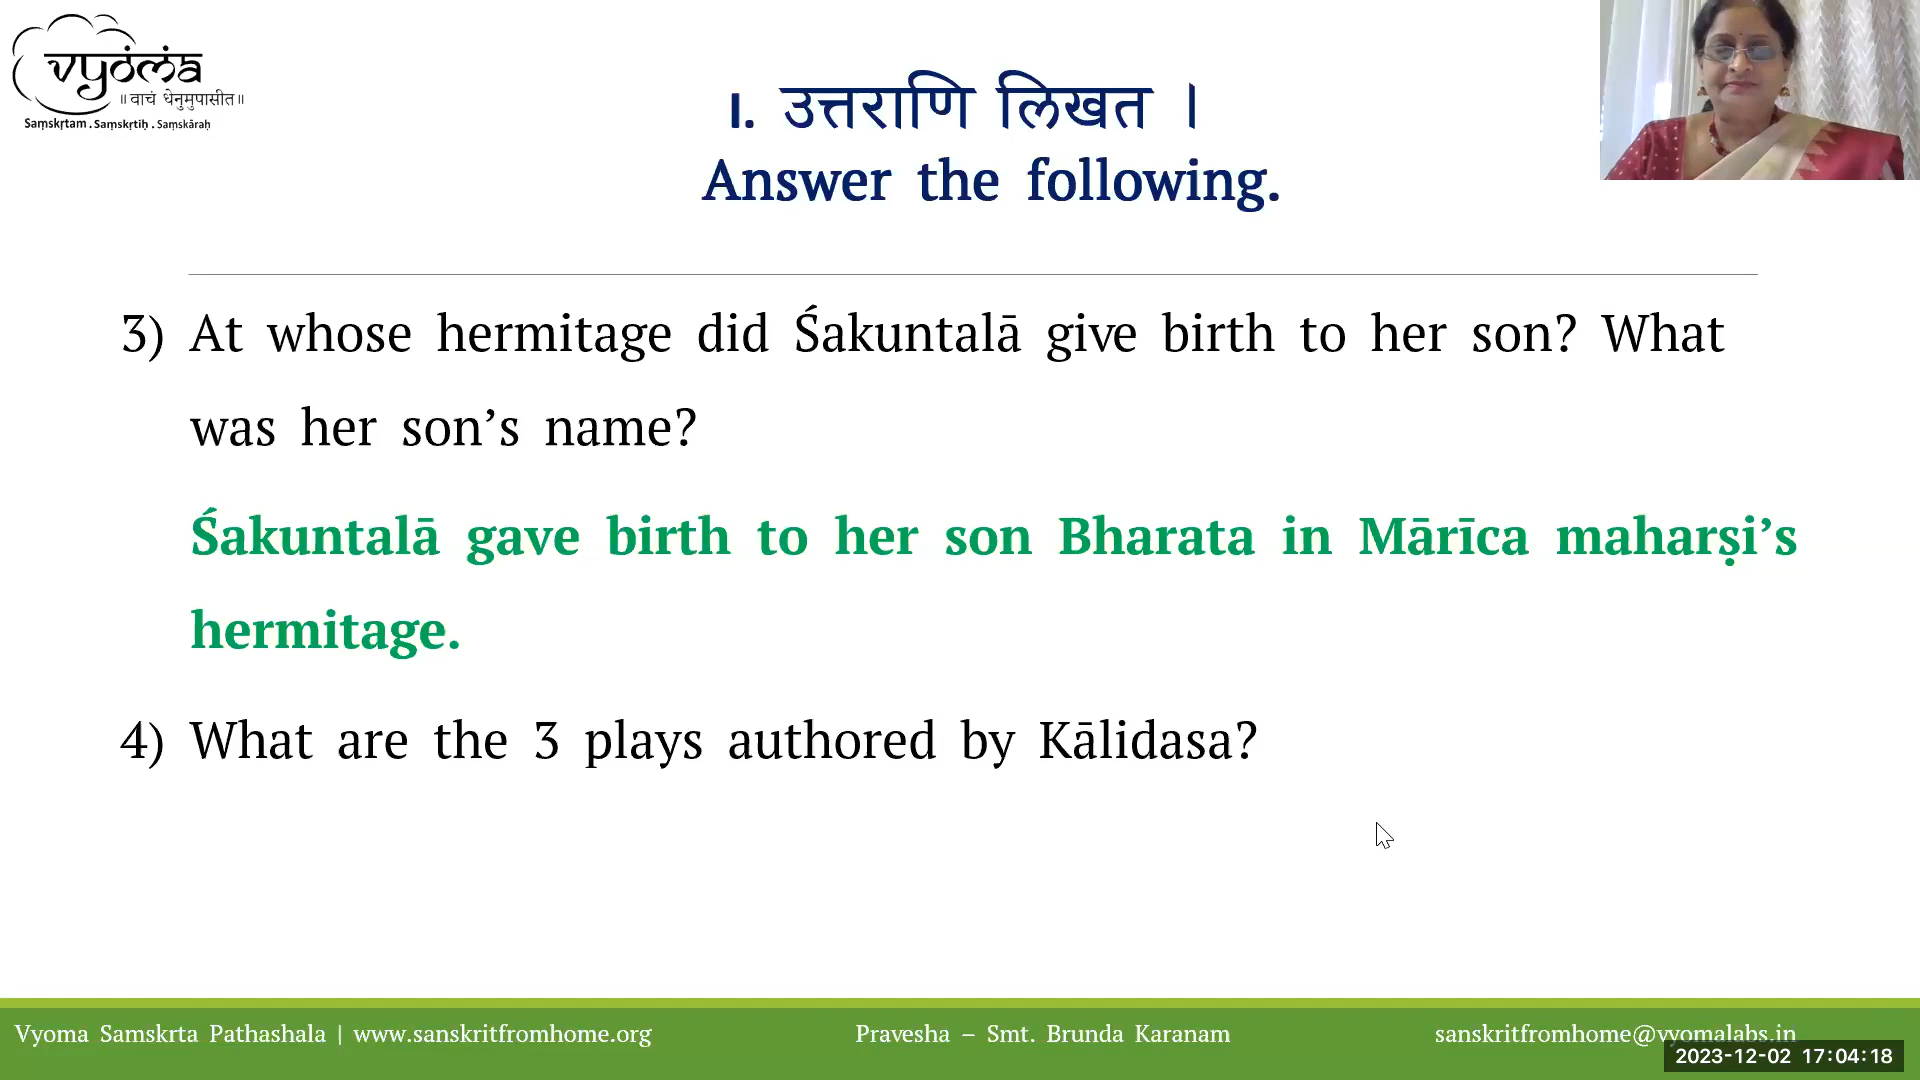 vyoma
॥वाचं धेनुमुपासीत॥
Saṃskṛtam . Saṃskṛtiḥ . Saṃskāraḥ
I. उत्तराणि लिखत ।
Answer the following.
3) At whose hermitage did Śakuntalā give birth to her son? What
was her son’s name?
Śakuntalā gave birth to her son Bharata in Mārīca maharṣi’s
hermitage.
4) What are the 3 plays authored by Kālidasa?
Vyoma Samskrta Pathashala | www.sanskritfromhome.org
Pravesha – Smt. Brunda Karanam
sanskritfromhome@vyomalabs.in
2023-12-02 17:04:18